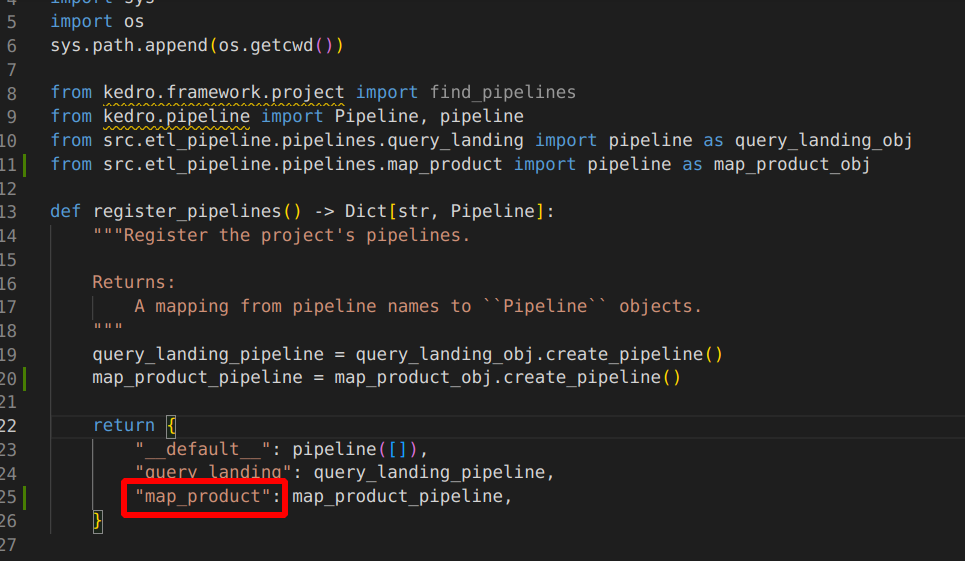 4 import sys
5 import os
6 sys.path.append(os.getcwd())
7
8 from kedro.framework.project import find_pipelines
9 from kedro.pipeline import Pipeline, pipeline
10 from src.etl_pipeline.pipelines.query_landing import pipeline as query_landing_obj
11 from src.etl_pipeline.pipelines.map_product import pipeline as map_product_obj
12
13 def register_pipelines() -> Dict[str, Pipeline]:
14     """Register the project's pipelines.
15
16     Returns:
17         A mapping from pipeline names to ``Pipeline`` objects.
18     """
19     query_landing_pipeline = query_landing_obj.create_pipeline()
20     map_product_pipeline = map_product_obj.create_pipeline()
21
22     return {
23         "__default__": pipeline([]),
24         "query_landing": query_landing_pipeline,
25         "map_product": map_product_pipeline,
26     }
27